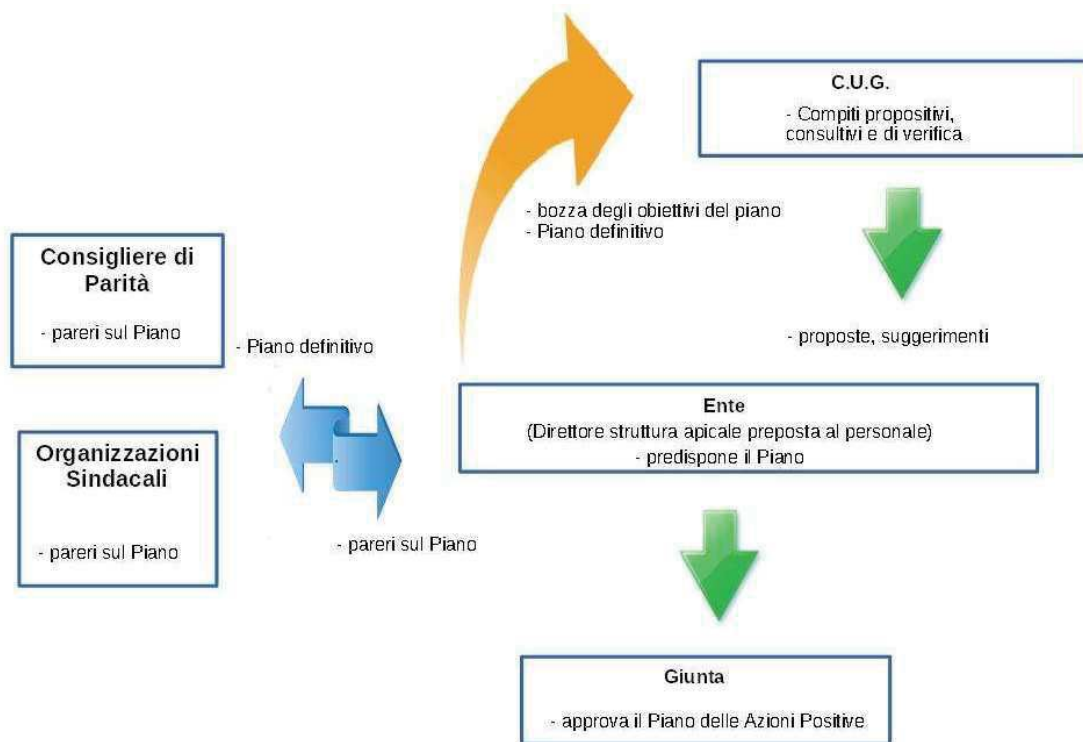 C.U.G.
- Compiti propositivi,
consultivi e di verifica
- bozza degli obiettivi del piano
- Piano definitivo
Consigliere di
Parità
- pareri sul Piano
- Piano definitivo
- proposte, suggerimenti
Ente
(Direttore struttura apicale preposta al personale)
- predispone il Piano
Organizzazioni
Sindacali
- pareri sul Piano
- pareri sul Piano
Giunta
- approva il Piano delle Azioni Positive